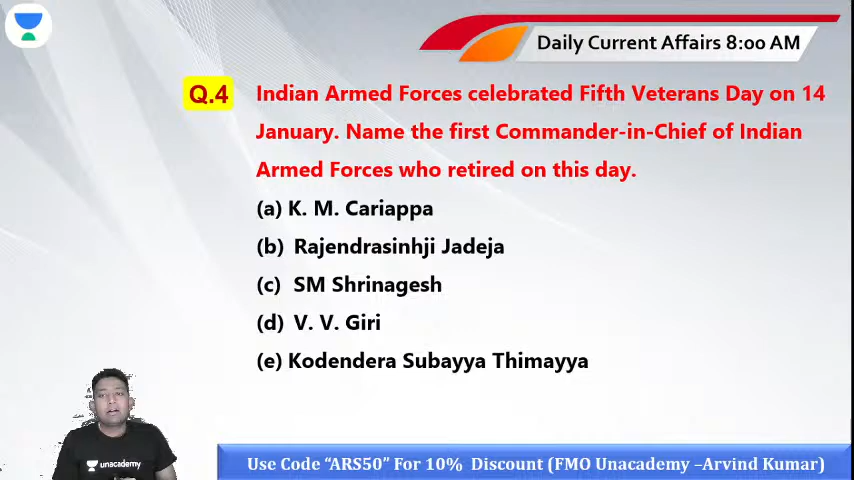 Daily Current Affairs 8:00 AM
Q.4 Indian Armed Forces celebrated Fifth Veterans Day on 14
January. Name the first Commander-in-Chief of Indian
Armed Forces who retired on this day.
(a) K. M. Cariappa
(b) Rajendrasinhji Jadeja
(c) SM Shrinagesh
(d) V. V. Giri
(e) Kodendera Subayya Thimayya
unacademy
Use Code “ARS50” For 10% Discount (FMO Unacademy –Arvind Kumar)